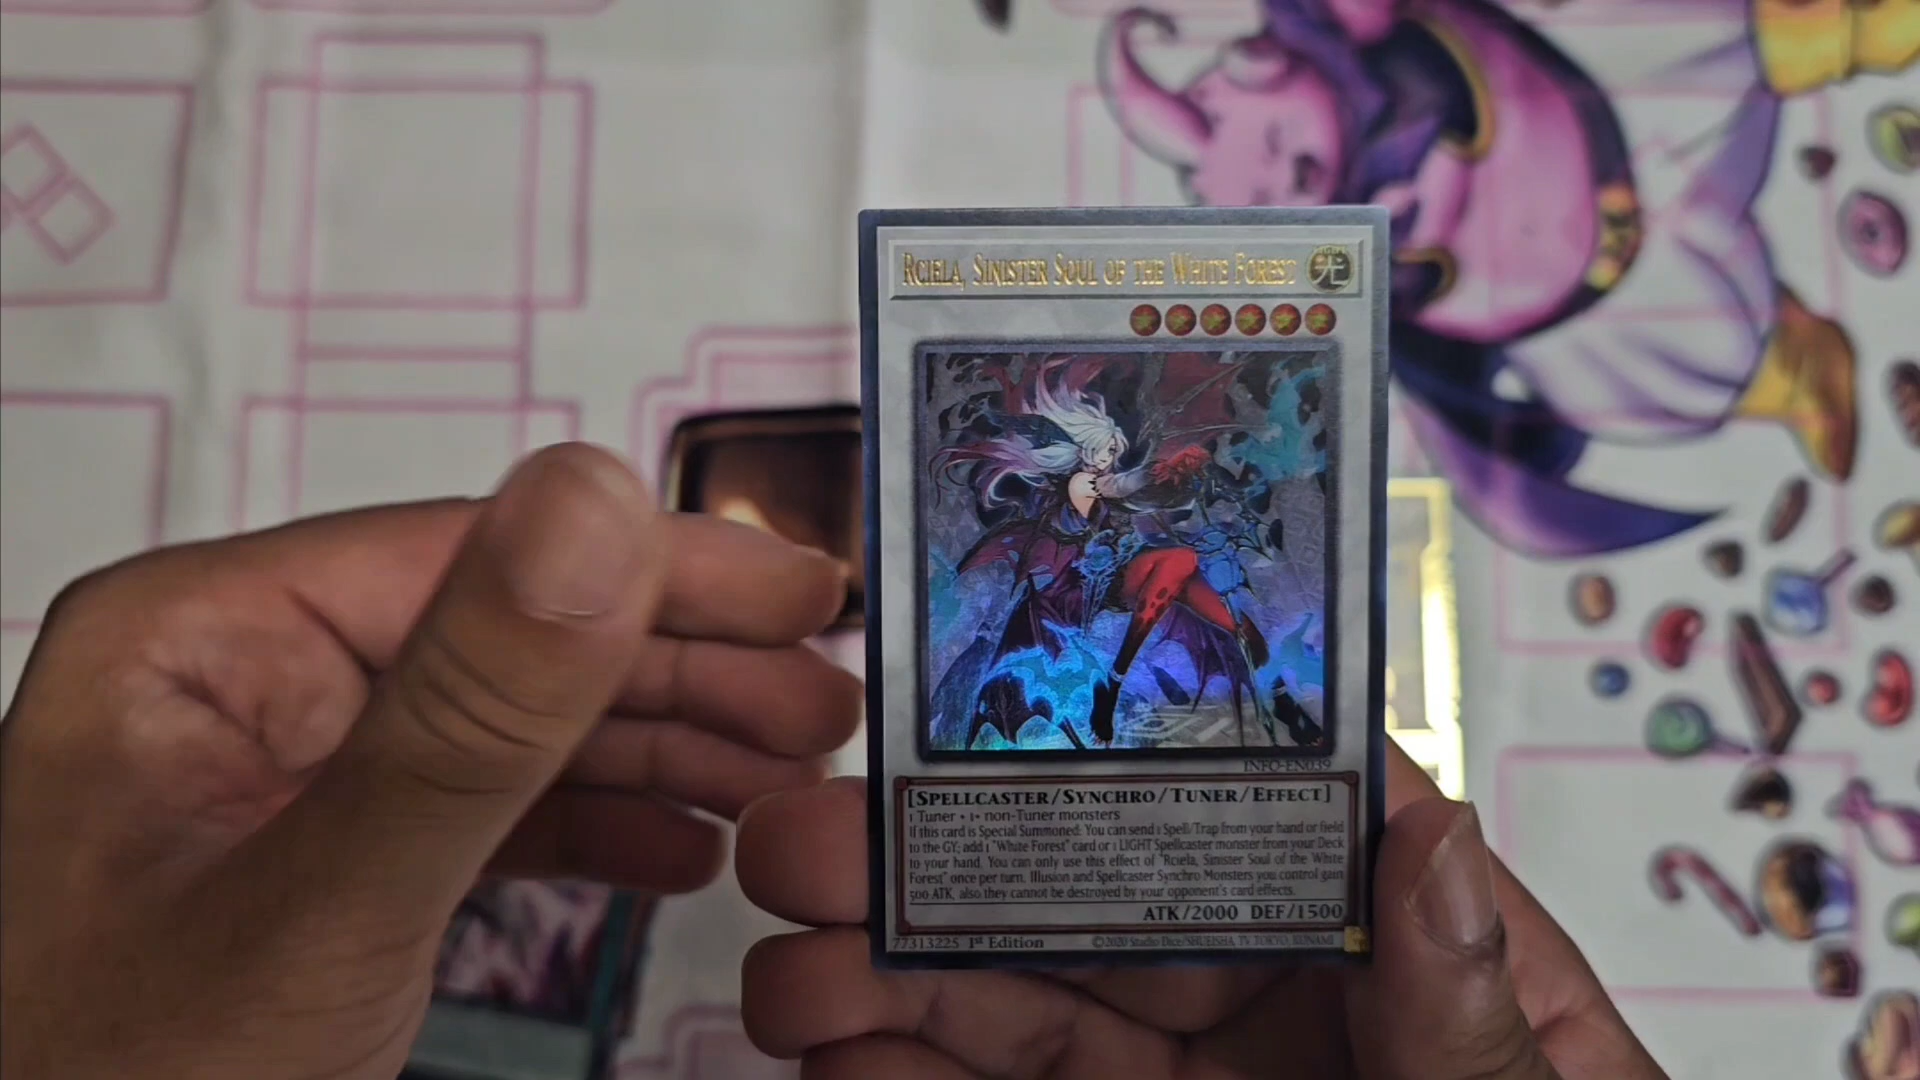 Rciela, Sinister Soul of the White Forest
光
INFO-EN039
[Spellcaster/Synchro/Tuner/Effect]
1 Tuner + 1+ non-Tuner monsters
If this card is Special Summoned: You can send 1 Spell/Trap from your hand or field
to the GY; add 1 "White Forest" card or 1 LIGHT Spellcaster monster from your Deck
to your hand. You can only use this effect of "Rciela, Sinister Soul of the White
Forest" once per turn. Illusion and Spellcaster Synchro Monsters you control gain
500 ATK, also they cannot be destroyed by your opponent's card effects.
ATK/2000 DEF/1500
77313225 1st Edition ©2020 Studio Dice/SHUEISHA, TV TOKYO, KONAMI